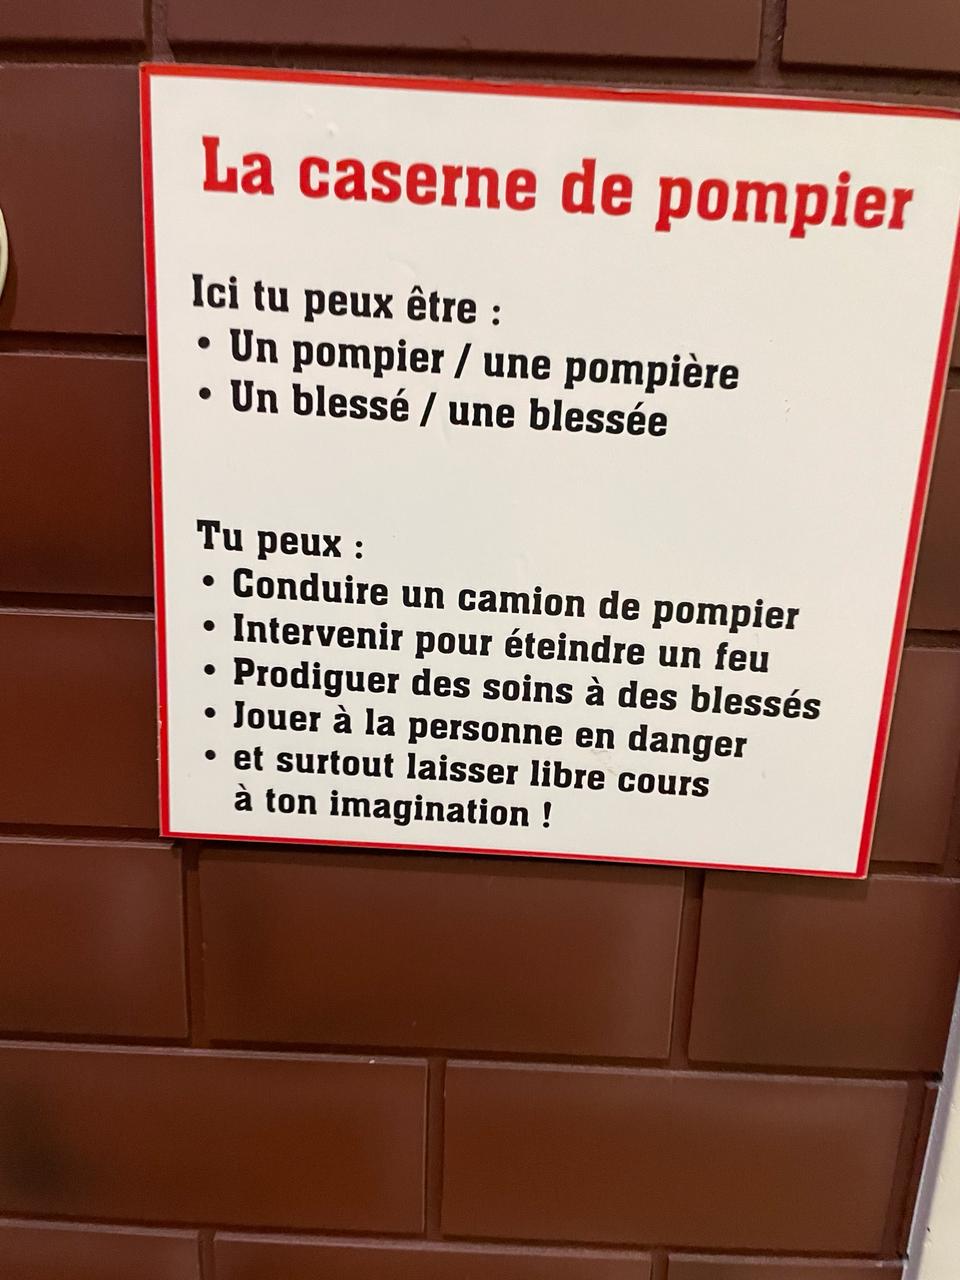 La caserne de pompier
Ici tu peux être :
• Un pompier / une pompière
• Un blessé / une blessée
Tu peux :
• Conduire un camion de pompier
• Intervenir pour éteindre un feu
• Prodiguer des soins à des blessés
• Jouer à la personne en danger
• et surtout laisser libre cours
à ton imagination !